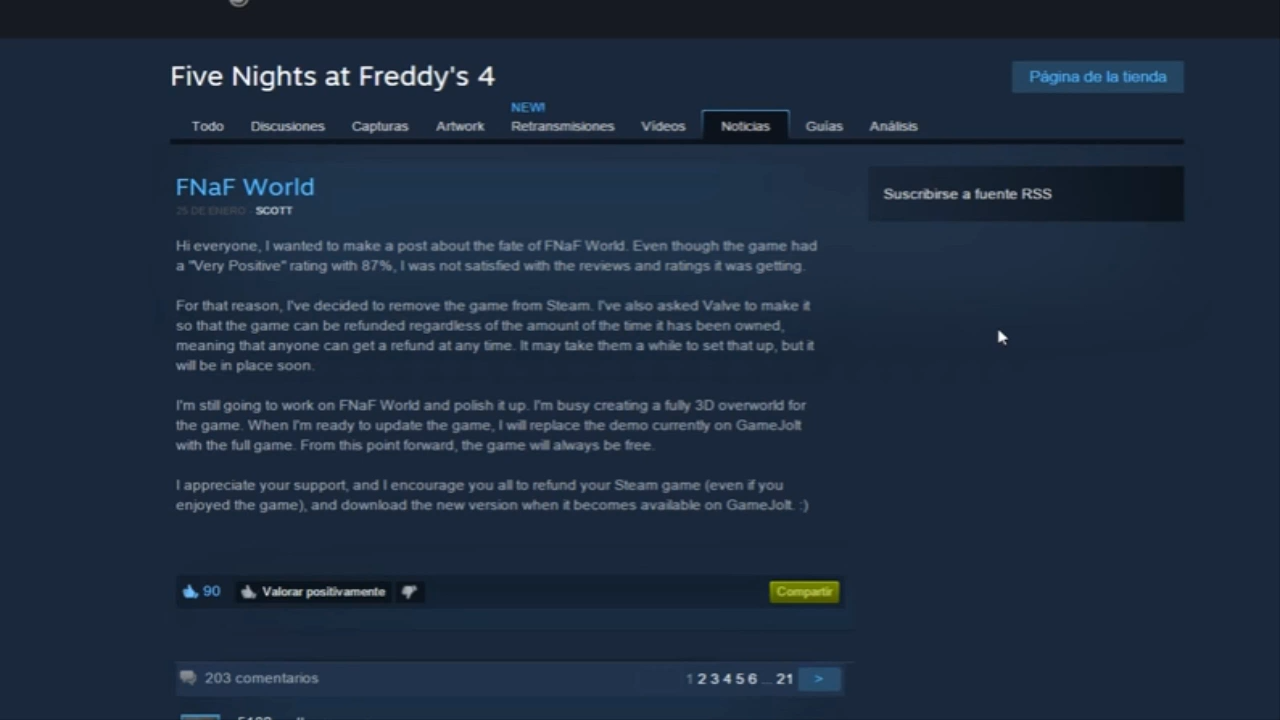 Five Nights at Freddy's 4
Página de la tienda
NEW!
Todo Discusiones Capturas Artwork Retransmisiones Vídeos Noticias Guías Análisis
FNaF World
25 DE ENERO - SCOTT
Suscribirse a fuente RSS
Hi everyone, I wanted to make a post about the fate of FNaF World. Even though the game had
a "Very Positive" rating with 87%, I was not satisfied with the reviews and ratings it was getting.
For that reason, I've decided to remove the game from Steam. I've also asked Valve to make it
so that the game can be refunded regardless of the amount of the time it has been owned,
meaning that anyone can get a refund at any time. It may take them a while to set that up, but it
will be in place soon.
I'm still going to work on FNaF World and polish it up. I'm busy creating a fully 3D overworld for
the game. When I'm ready to update the game, I will replace the demo currently on GameJolt
with the full game. From this point forward, the game will always be free.
I appreciate your support, and I encourage you all to refund your Steam game (even if you
enjoyed the game), and download the new version when it becomes available on GameJolt. :)
90 Valorar positivamente Compartir
203 comentarios 1 2 3 4 5 6 ... 21 >